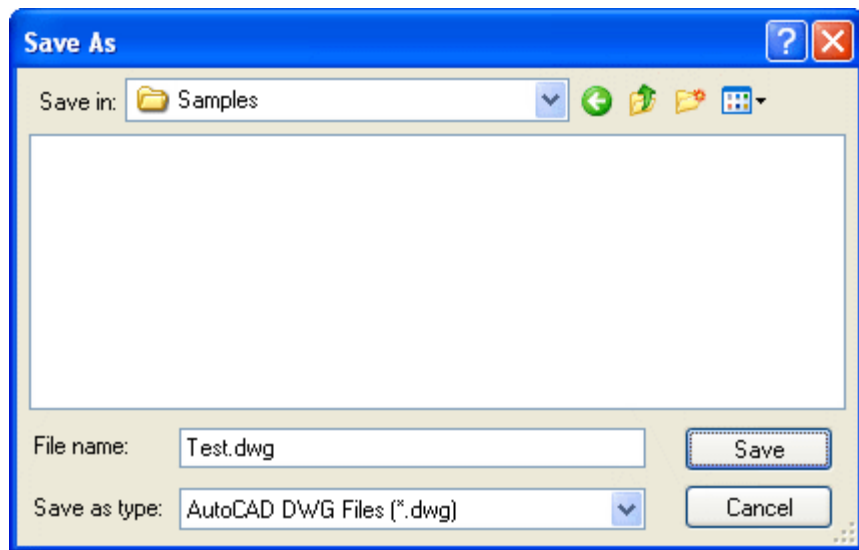 Save As
Save in: Samples
File name: Test.dwg Save
Save as type: AutoCAD DWG Files (*.dwg) Cancel